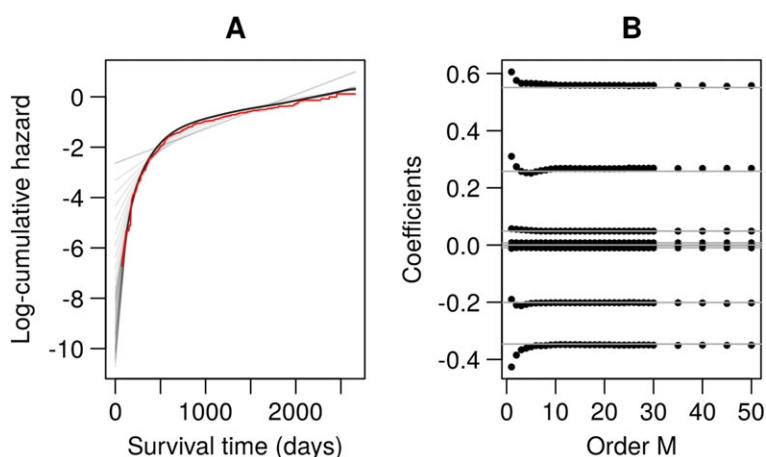 A
Log-cumulative hazard
0
-2
-4
-6
-8
-10
0 1000 2000
Survival time (days)
B
Coefficients
0.6
0.4
0.2
0.0
-0.2
-0.4
0 10 20 30 40 50
Order M